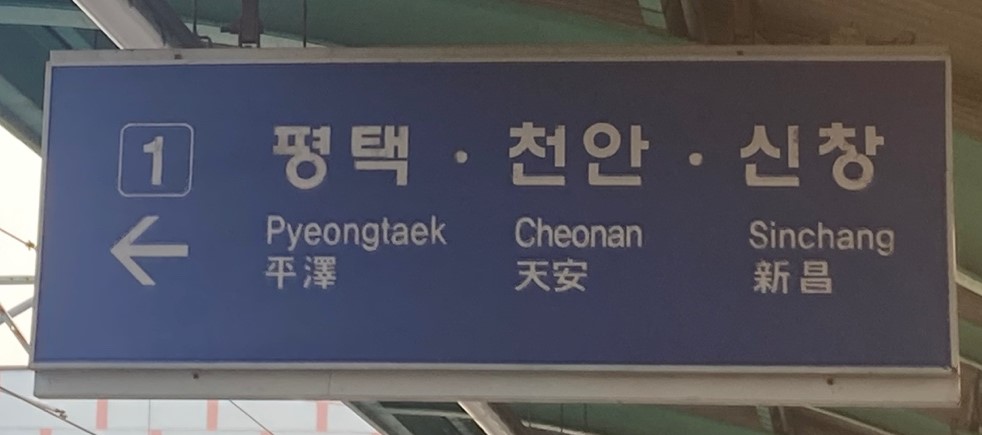 1 평택 · 천안 · 신창
← Pyeongtaek Cheonan Sinchang
平澤 天安 新昌